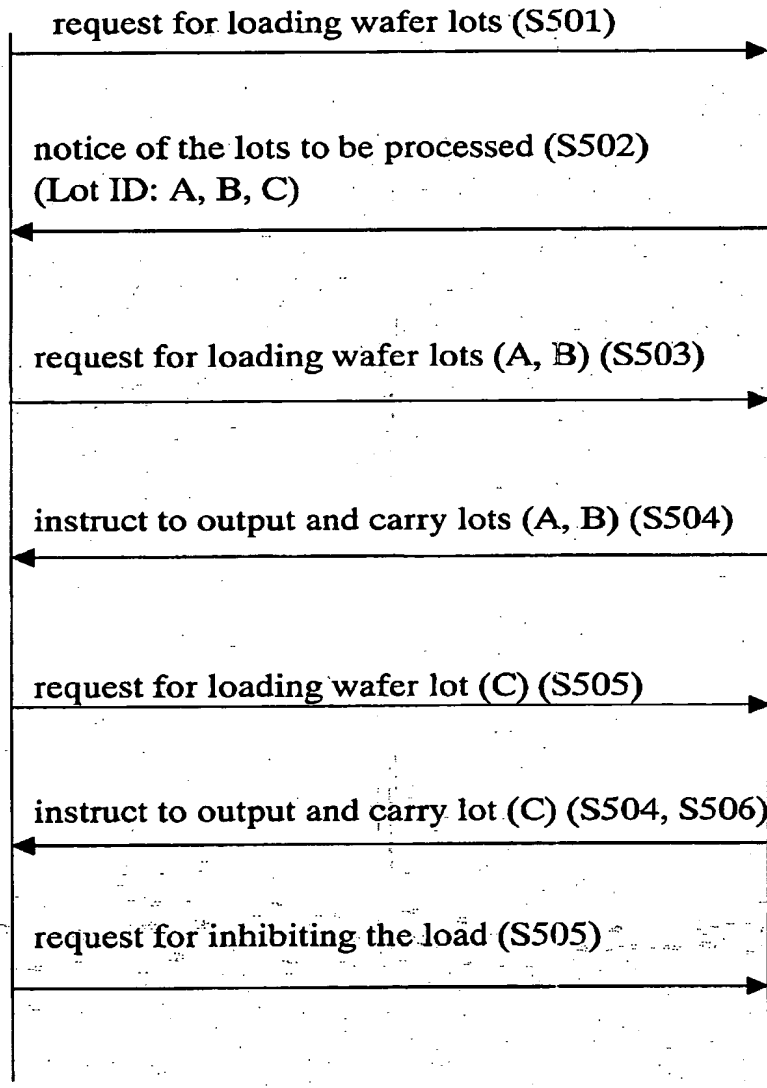 request for loading wafer lots (S501)
notice of the lots to be processed (S502)
(Lot ID: A, B, C)
request for loading wafer lots (A, B) (S503)
instruct to output and carry lots (A, B) (S504)
request for loading wafer lot (C) (S505)
instruct to output and carry lot (C) (S504, S506)
request for inhibiting the load (S505)